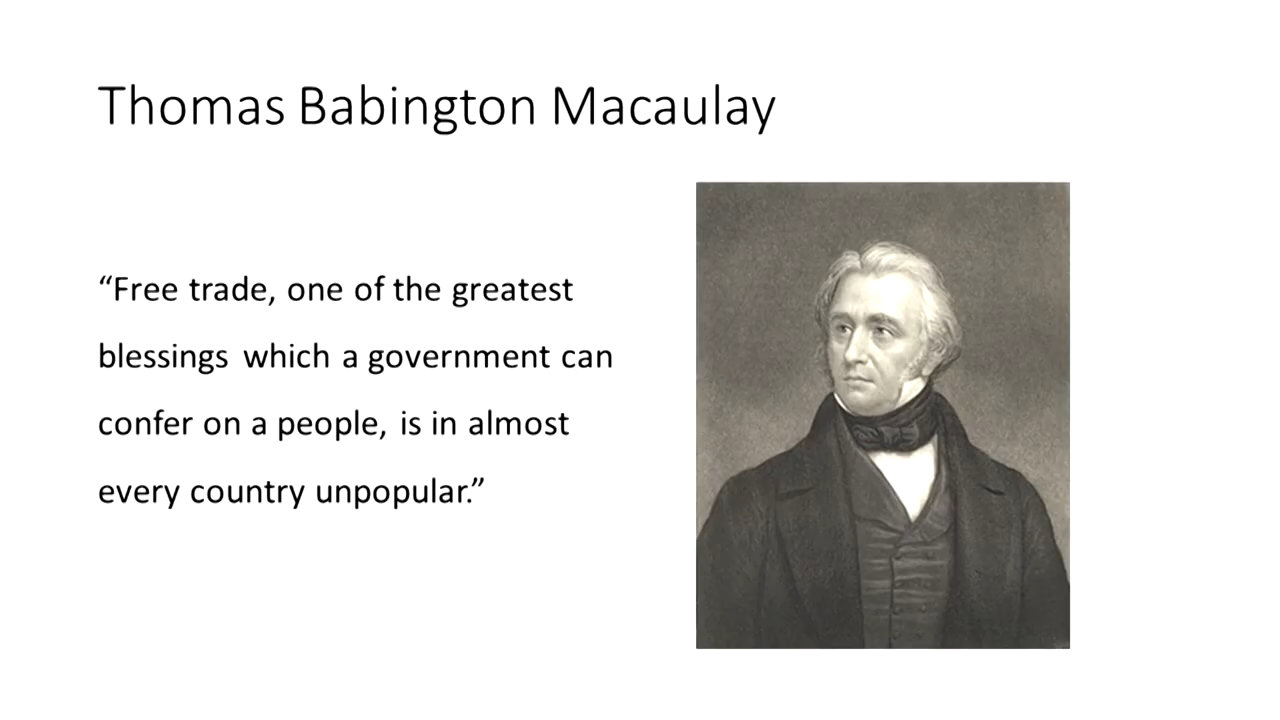 Thomas Babington Macaulay
“Free trade, one of the greatest
blessings which a government can
confer on a people, is in almost
every country unpopular.”